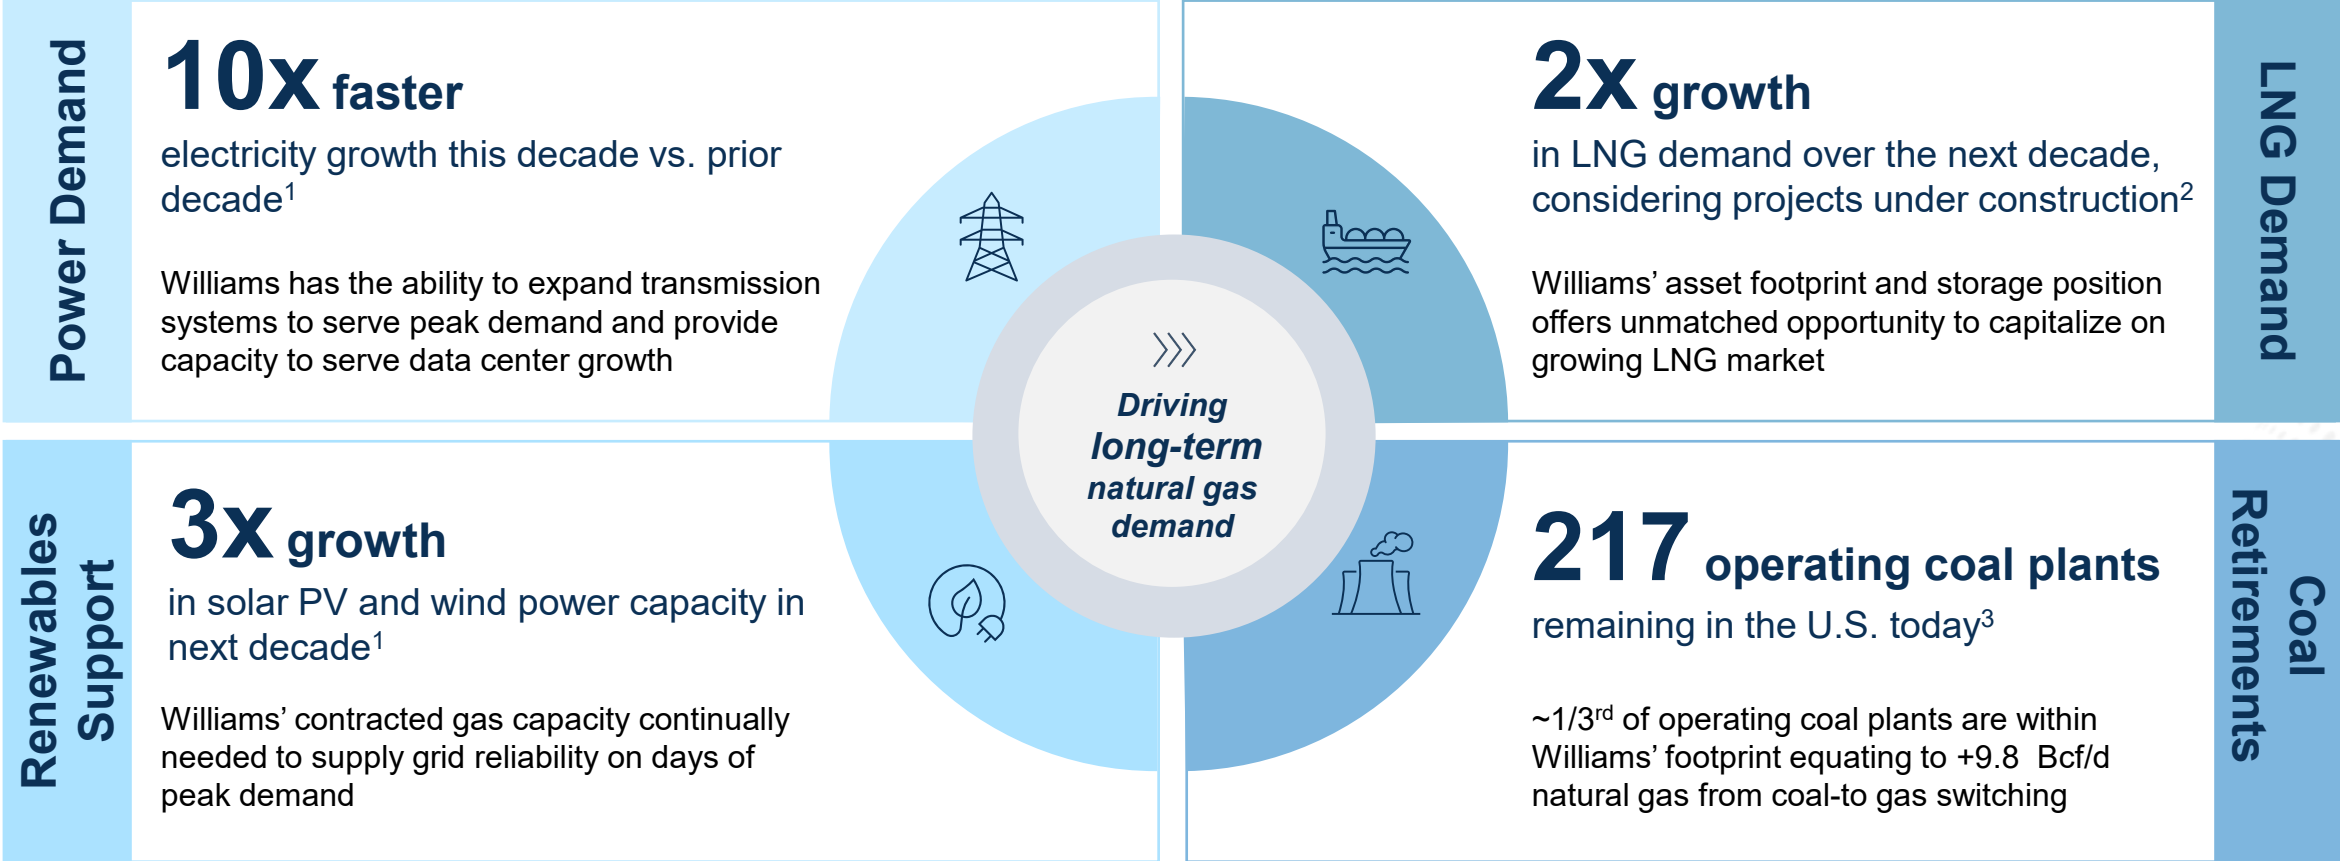 Power Demand
10x faster
electricity growth this decade vs. prior
decade1
Williams has the ability to expand transmission
systems to serve peak demand and provide
capacity to serve data center growth
2x growth
in LNG demand over the next decade,
considering projects under construction2
Williams’ asset footprint and storage position
offers unmatched opportunity to capitalize on
growing LNG market
LNG Demand
Driving
long-term
natural gas
demand
Renewables
Support
3x growth
in solar PV and wind power capacity in
next decade1
Williams’ contracted gas capacity continually
needed to supply grid reliability on days of
peak demand
217 operating coal plants
remaining in the U.S. today3
~1/3rd of operating coal plants are within
Williams’ footprint equating to +9.8  Bcf/d
natural gas from coal-to gas switching
Coal
Retirements